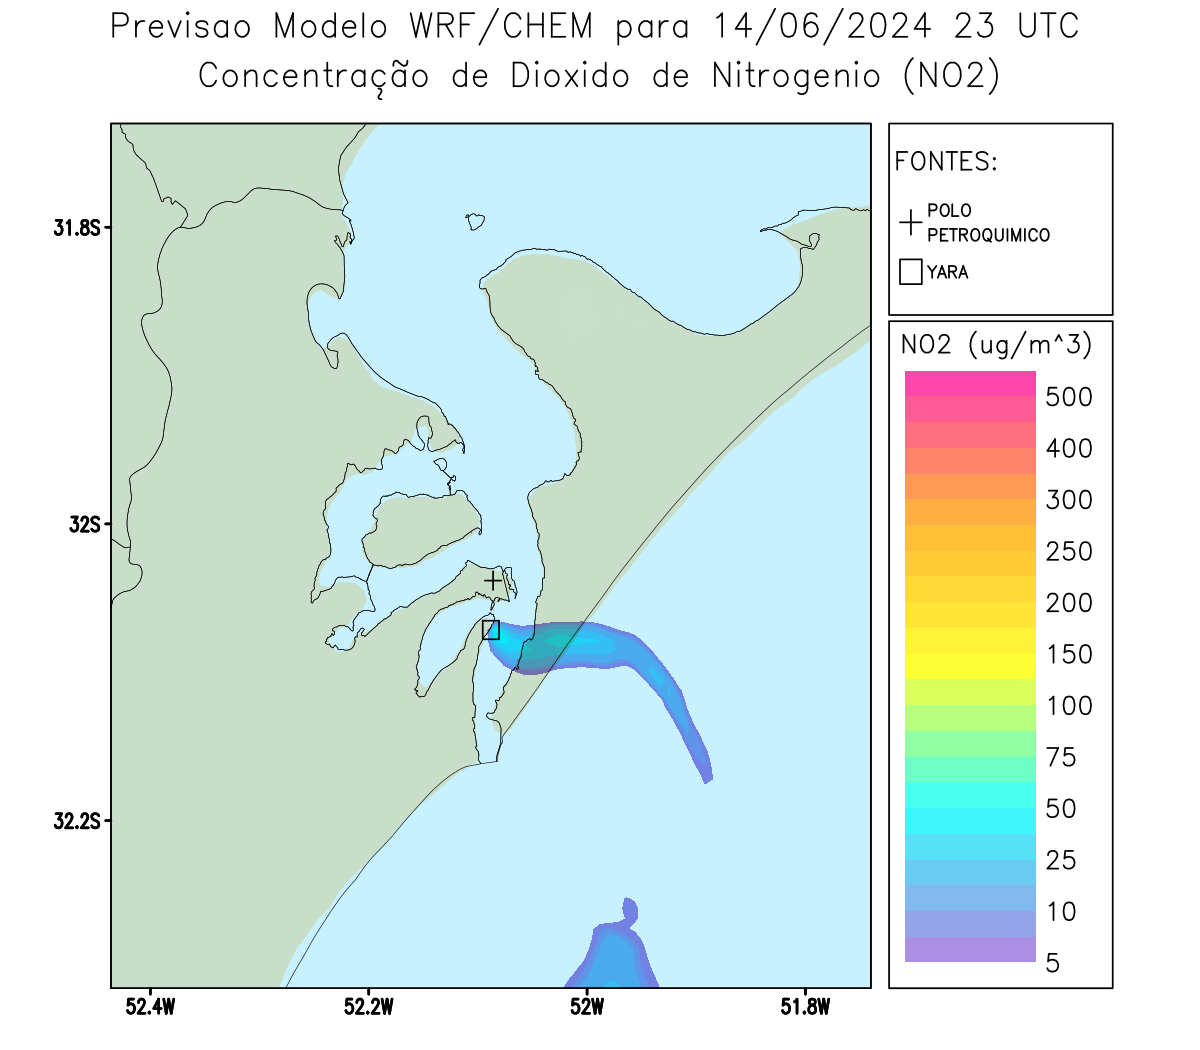 Previsao Modelo WRF/CHEM para 14/06/2024 23 UTC
Concentração de Dioxido de Nitrogenio (NO2)
FONTES:
POLO
PETROQUIMICO
YARA
NO2 (ug/m^3)
500
400
300
250
200
150
100
75
50
25
10
5
31.8S
32S
32.2S
52.4W
52.2W
52W
51.8W